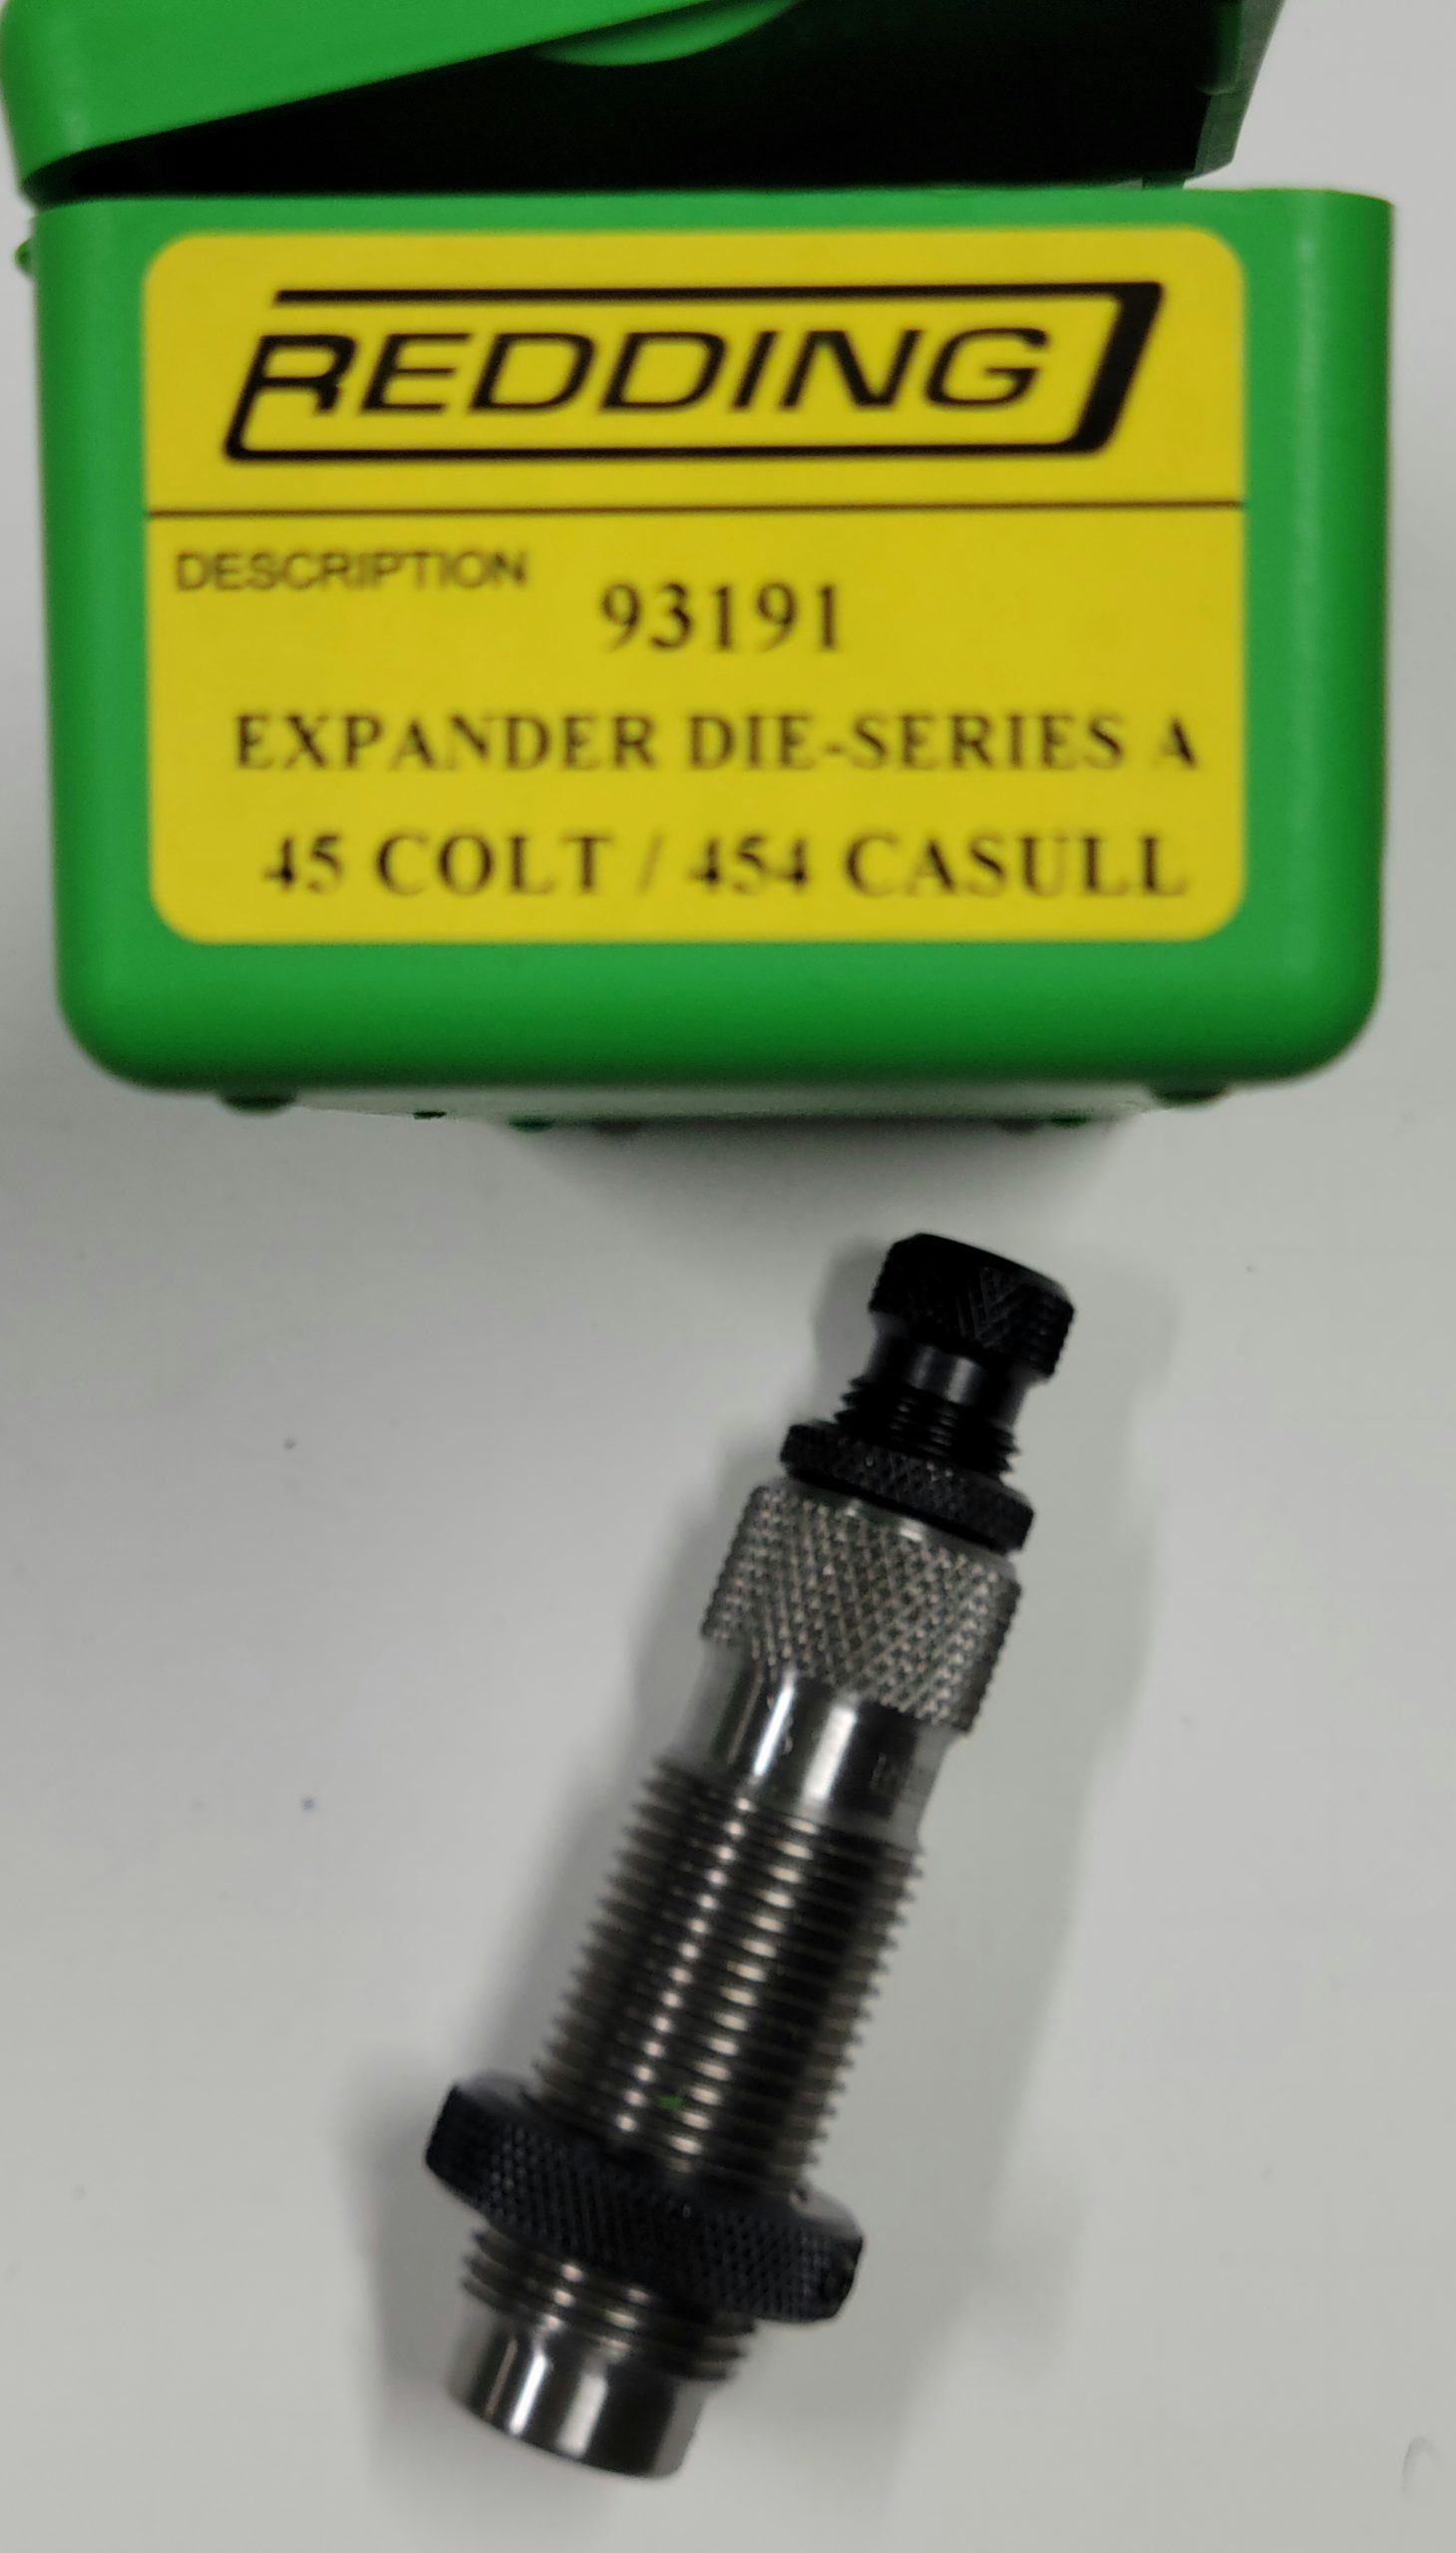 REDDING
DESCRIPTION
93191
EXPANDER DIE-SERIES A
45 COLT / 454 CASULL